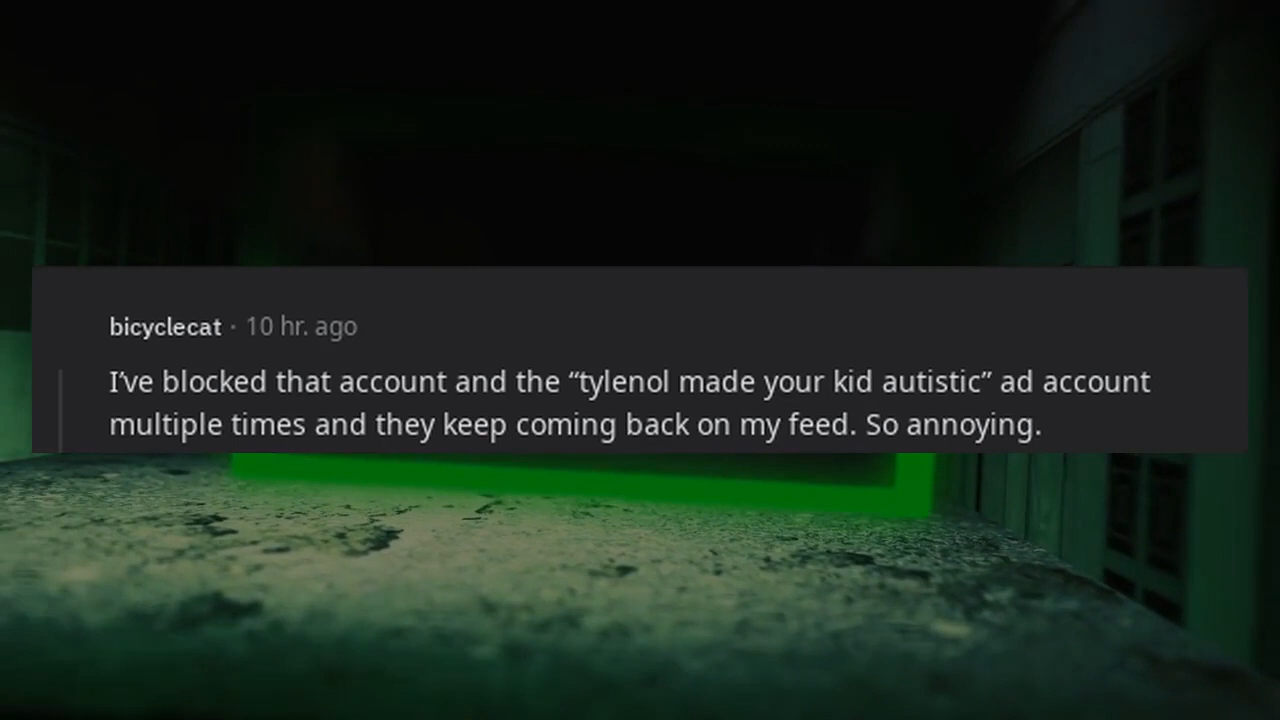 bicyclecat · 10 hr. ago
I’ve blocked that account and the “tylenol made your kid autistic” ad account
multiple times and they keep coming back on my feed. So annoying.